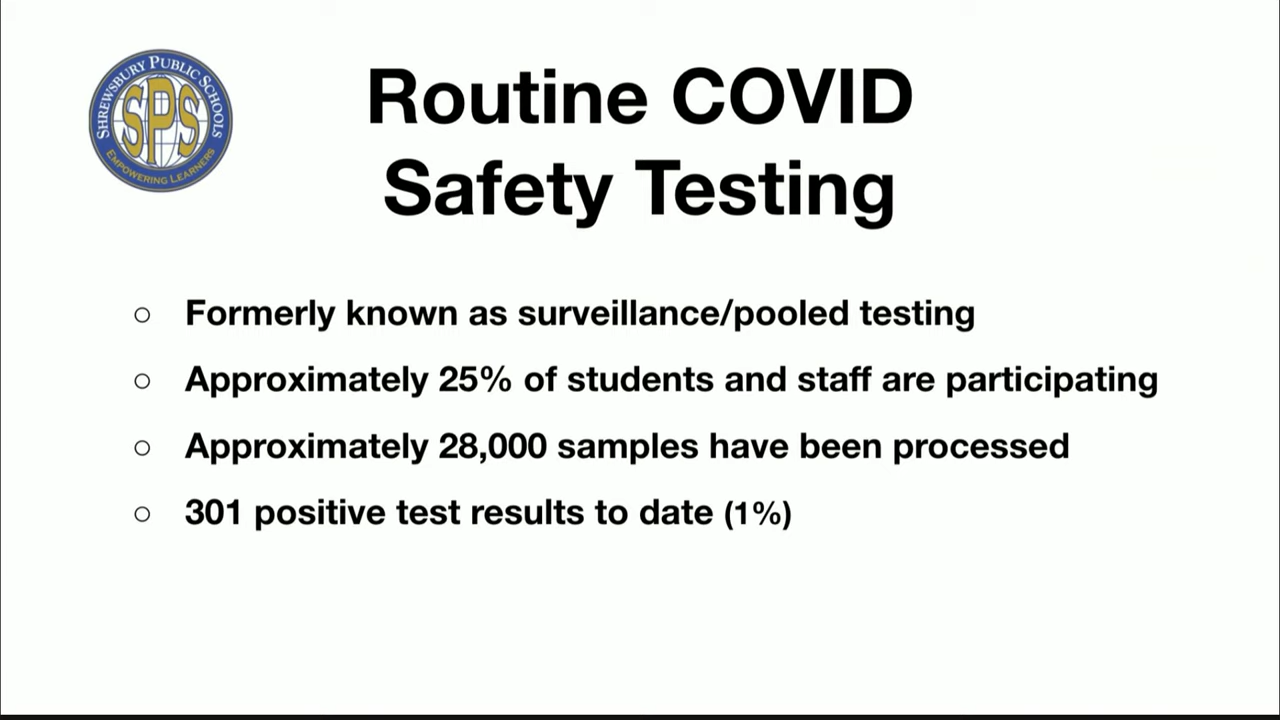 SHREWSBURY PUBLIC SCHOOLS
SPS
EMPOWERING LEARNERS
Routine COVID
Safety Testing
○ Formerly known as surveillance/pooled testing
○ Approximately 25% of students and staff are participating
○ Approximately 28,000 samples have been processed
○ 301 positive test results to date (1%)